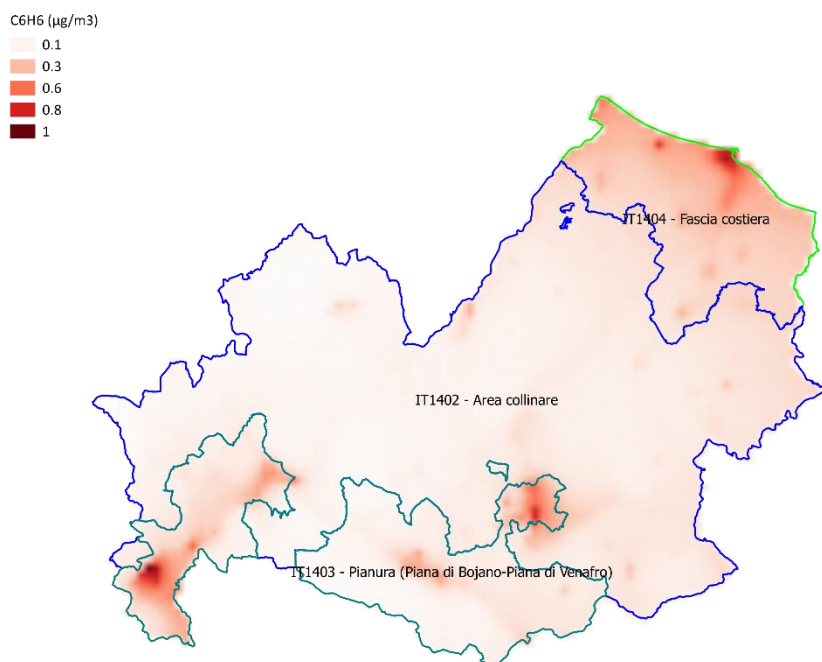 C6H6 (µg/m3)
0.1
0.3
0.6
0.8
1
IT1404 - Fascia costiera
IT1402 - Area collinare
IT1403 - Pianura (Piana di Bojano-Piana di Venafro)